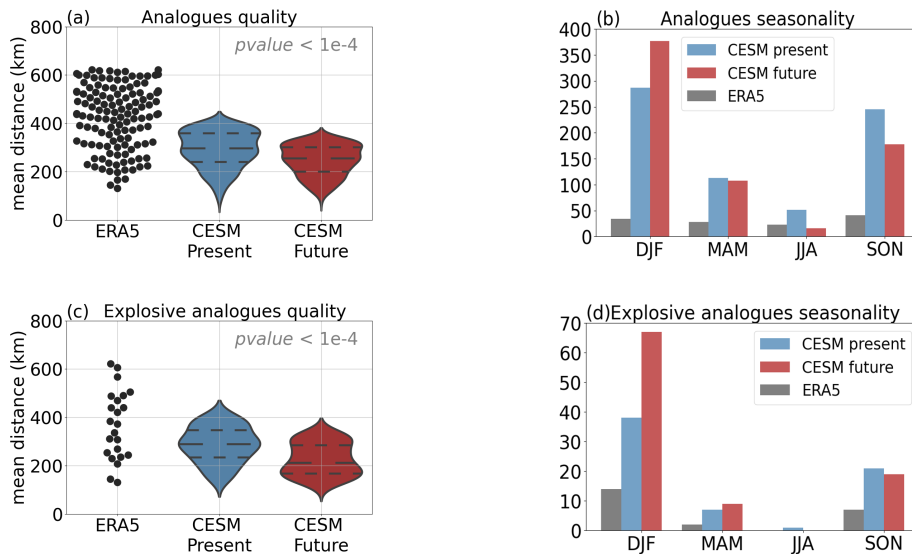 (a) Analogues quality
800
600
400
200
0
mean distance (km)
pvalue < 1e-4
ERA5
CESM
Present
CESM
Future
(b) Analogues seasonality
400
350
300
250
200
150
100
50
0
CESM present
CESM future
ERA5
DJF
MAM
JJA
SON
(c) Explosive analogues quality
800
600
400
200
0
mean distance (km)
pvalue < 1e-4
ERA5
CESM
Present
CESM
Future
(d)Explosive analogues seasonality
70
60
50
40
30
20
10
0
CESM present
CESM future
ERA5
DJF
MAM
JJA
SON